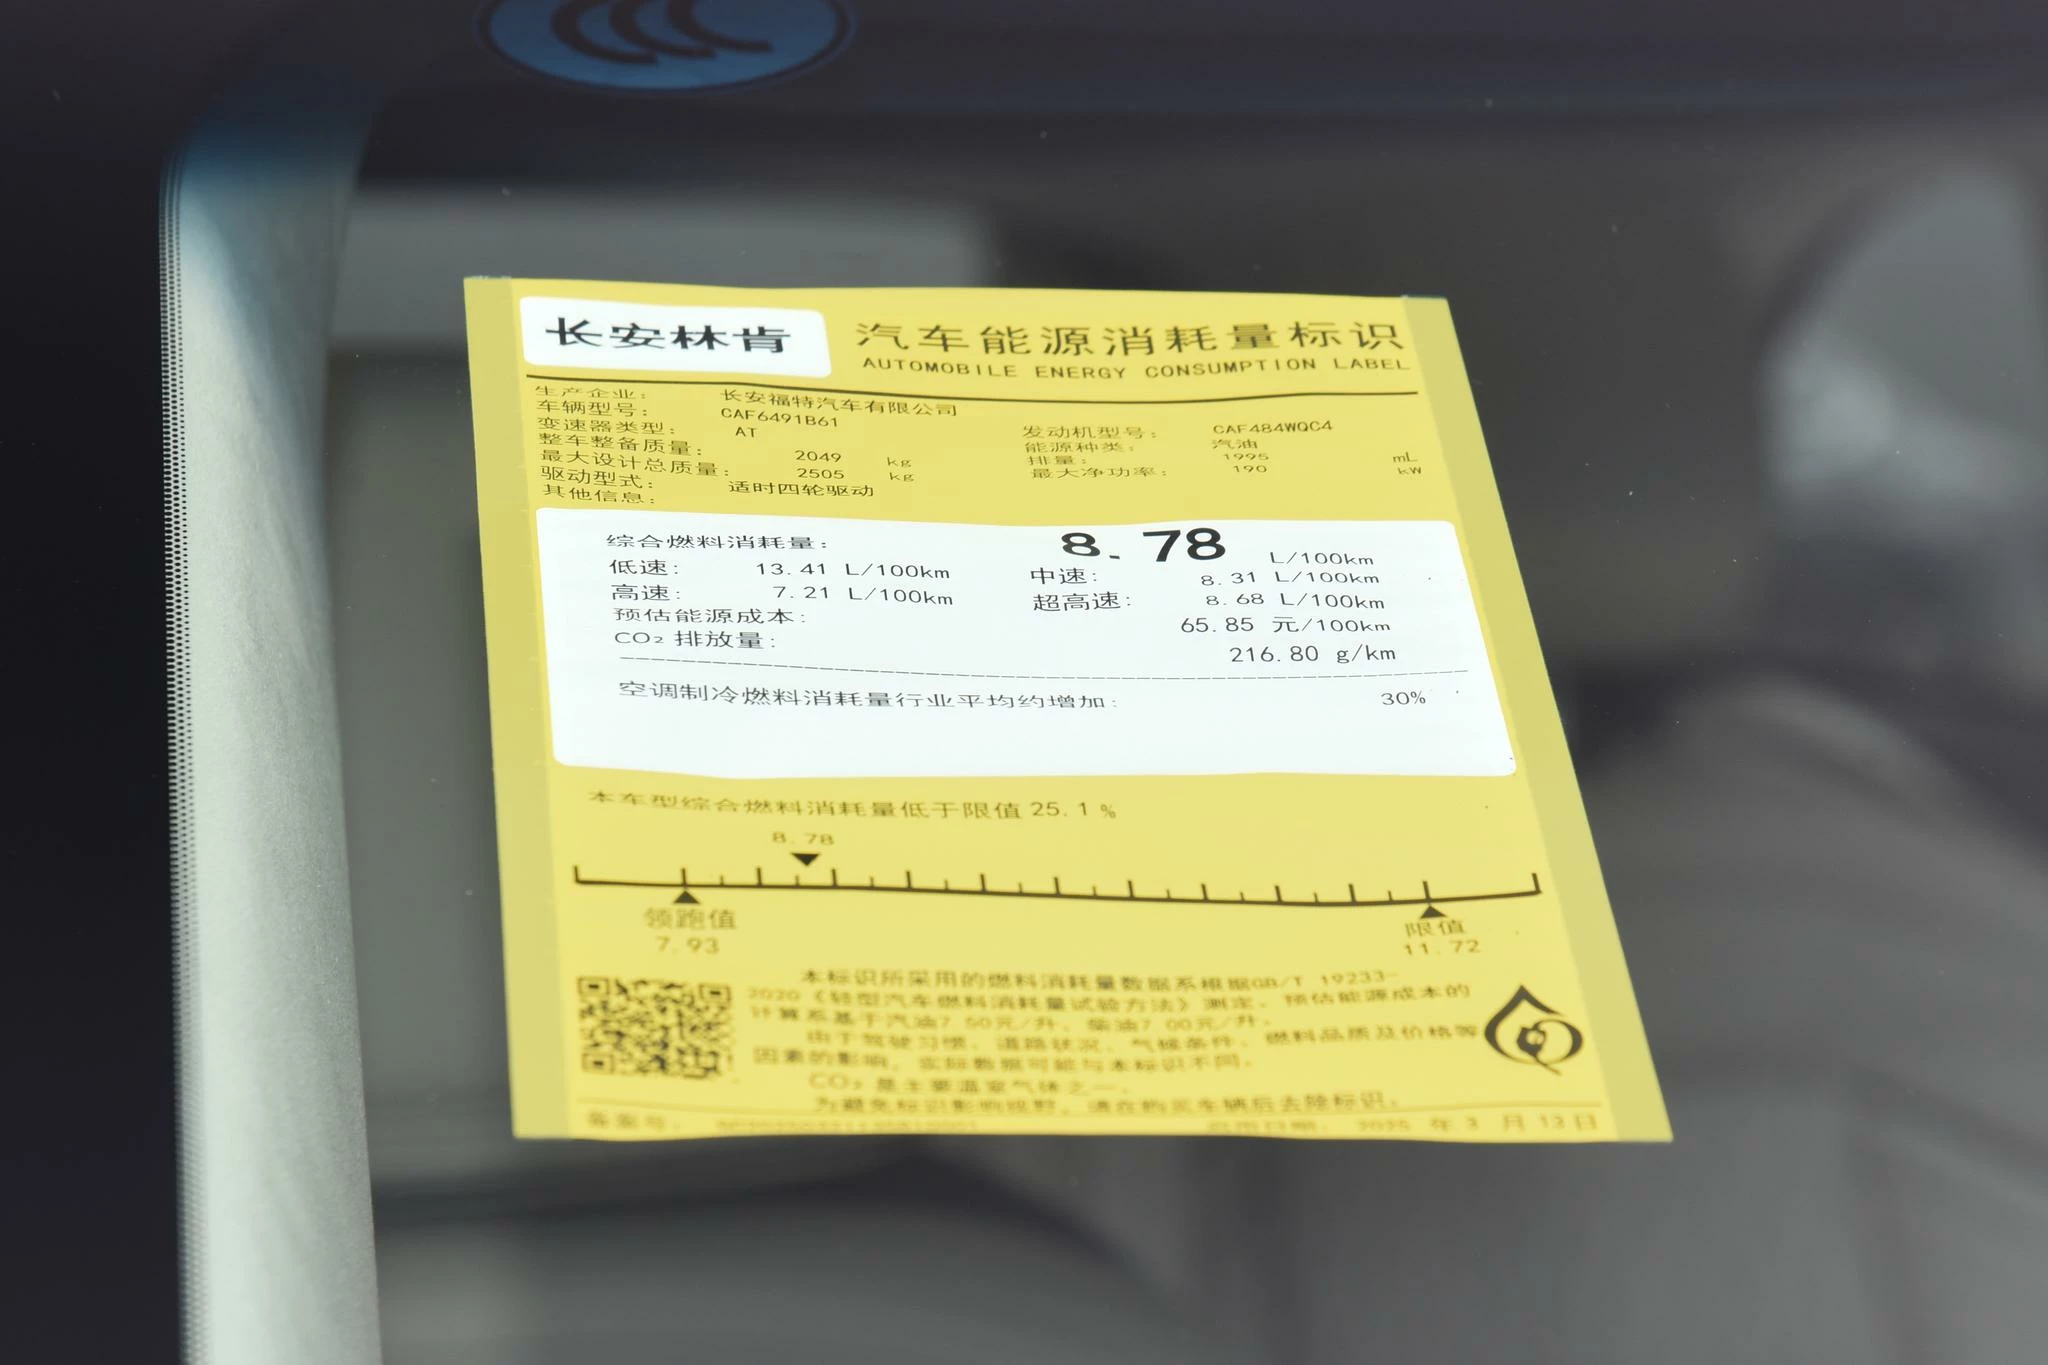 长安林肯
汽车能源消耗量标识
AUTOMOBILE ENERGY CONSUMPTION LABEL
生产企业: 长安福特汽车有限公司
车辆型号: CAF6491B61
变速器类型: AT 发动机型号: CAF484WQC4
整车整备质量: 2049 kg 能源种类: 汽油
最大设计总质量: 2505 kg 排量: 1995 mL
驱动型式: 适时四轮驱动 最大净功率: 190 kW
其他信息:
综合燃料消耗量: 8.78 L/100km
低速: 13.41 L/100km 中速: 8.31 L/100km
高速: 7.21 L/100km 超高速: 8.68 L/100km
预估能源成本: 65.85 元/100km
CO₂ 排放量: 216.80 g/km
空调制冷燃料消耗量行业平均约增加: 30%
本车型综合燃料消耗量低于限值 25.1 %
8.78
领跑值 限值
7.93 11.72
本标识所采用的燃料消耗量数据系根据GB/T 19233-
2020《轻型汽车燃料消耗量试验方法》测定。预估能源成本的
计算系基于汽油7.50元/升、柴油7.00元/升。
由于驾驶习惯、道路状况、气候条件、燃料品质及价格等
因素的影响，实际数据可能与本标识不同。
CO₂ 是主要温室气体之一。
为避免标识影响视野，请在购买车辆后去除标识。
备案号: 启用日期: 2025 年 3 月 13 日